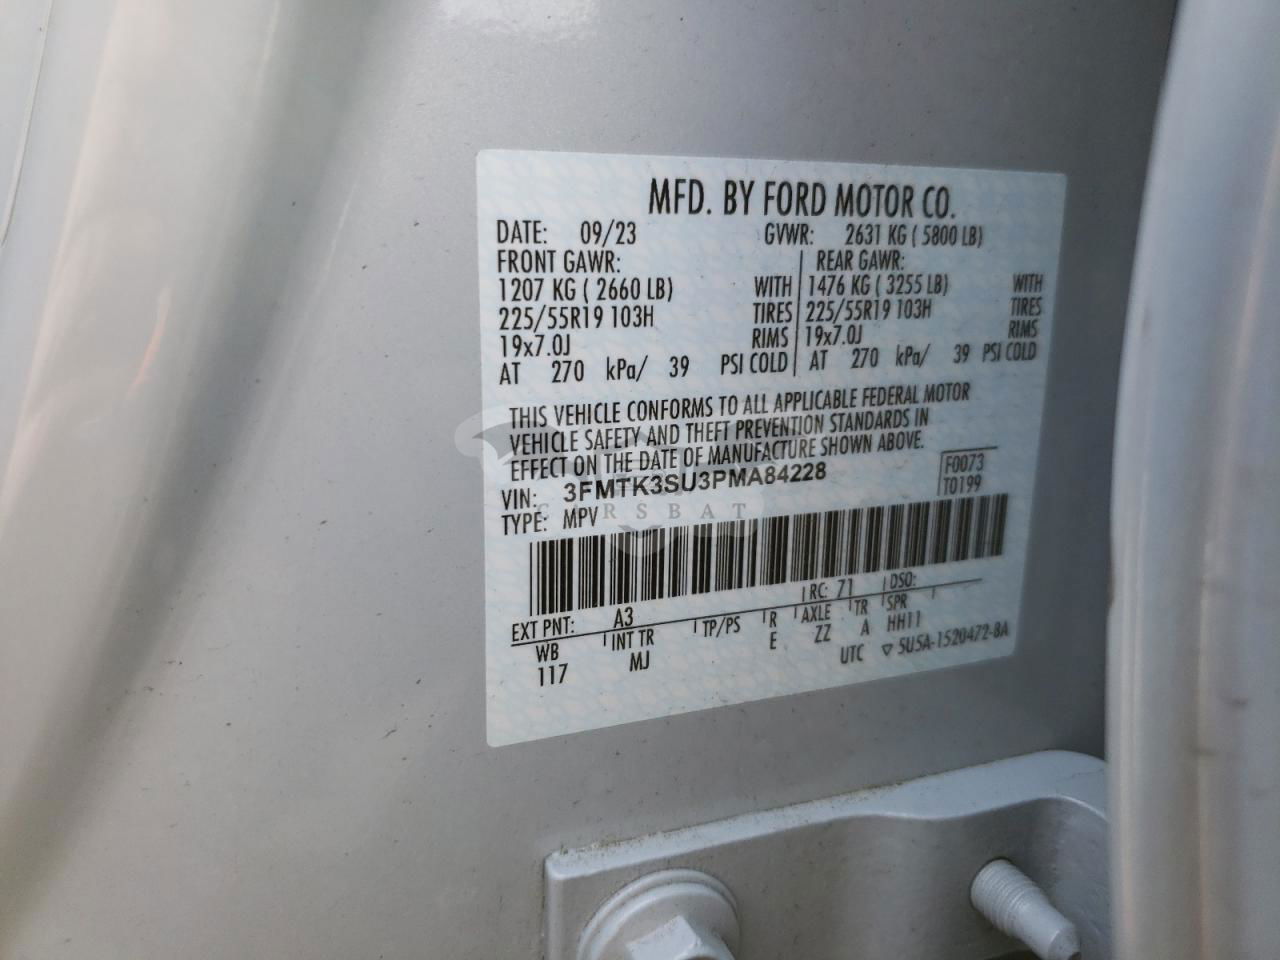 MFD. BY FORD MOTOR CO.
DATE: 09/23 GVWR: 2631 KG ( 5800 LB)
FRONT GAWR: REAR GAWR:
1207 KG ( 2660 LB) WITH 1476 KG ( 3255 LB) WITH
225/55R19 103H TIRES 225/55R19 103H TIRES
19x7.0J RIMS 19x7.0J RIMS
AT 270 kPa/ 39 PSI COLD AT 270 kPa/ 39 PSI COLD
THIS VEHICLE CONFORMS TO ALL APPLICABLE FEDERAL MOTOR
VEHICLE SAFETY AND THEFT PREVENTION STANDARDS IN
EFFECT ON THE DATE OF MANUFACTURE SHOWN ABOVE.
VIN: 3FMTK3SU3PMA84228 F0073
TYPE: MPV T0199
CARSBAT
EXT PNT: A3 RC: 71 DSO:
WB INT TR TP/PS R AXLE TR SPR
117 MJ E ZZ A HH11
UTC ▽ 5U5A-1520472-BA